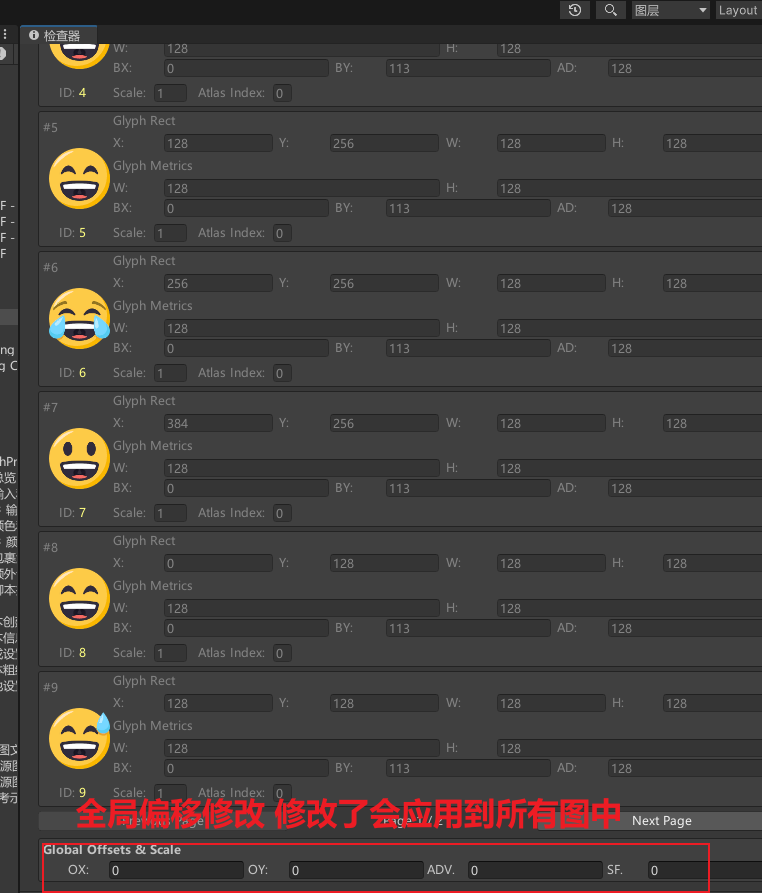 图层
Layout
检查器
W: 128 H: 128
BX: 0 BY: 113 AD: 128
ID: 4 Scale: 1 Atlas Index: 0
#5
Glyph Rect
X: 128 Y: 256 W: 128 H: 128
Glyph Metrics
W: 128 H: 128
BX: 0 BY: 113 AD: 128
ID: 5 Scale: 1 Atlas Index: 0
#6
Glyph Rect
X: 256 Y: 256 W: 128 H: 128
Glyph Metrics
W: 128 H: 128
BX: 0 BY: 113 AD: 128
ID: 6 Scale: 1 Atlas Index: 0
#7
Glyph Rect
X: 384 Y: 256 W: 128 H: 128
Glyph Metrics
W: 128 H: 128
BX: 0 BY: 113 AD: 128
ID: 7 Scale: 1 Atlas Index: 0
#8
Glyph Rect
X: 0 Y: 128 W: 128 H: 128
Glyph Metrics
W: 128 H: 128
BX: 0 BY: 113 AD: 128
ID: 8 Scale: 1 Atlas Index: 0
#9
Glyph Rect
X: 128 Y: 128 W: 128 H: 128
Glyph Metrics
W: 128 H: 128
BX: 0 BY: 113 AD: 128
ID: 9 Scale: 1 Atlas Index: 0
全局偏移修改 修改了会应用到所有图中
Previous Page Page 1 / 2 Next Page
Global Offsets & Scale
OX: 0 OY: 0 ADV. 0 SF. 0